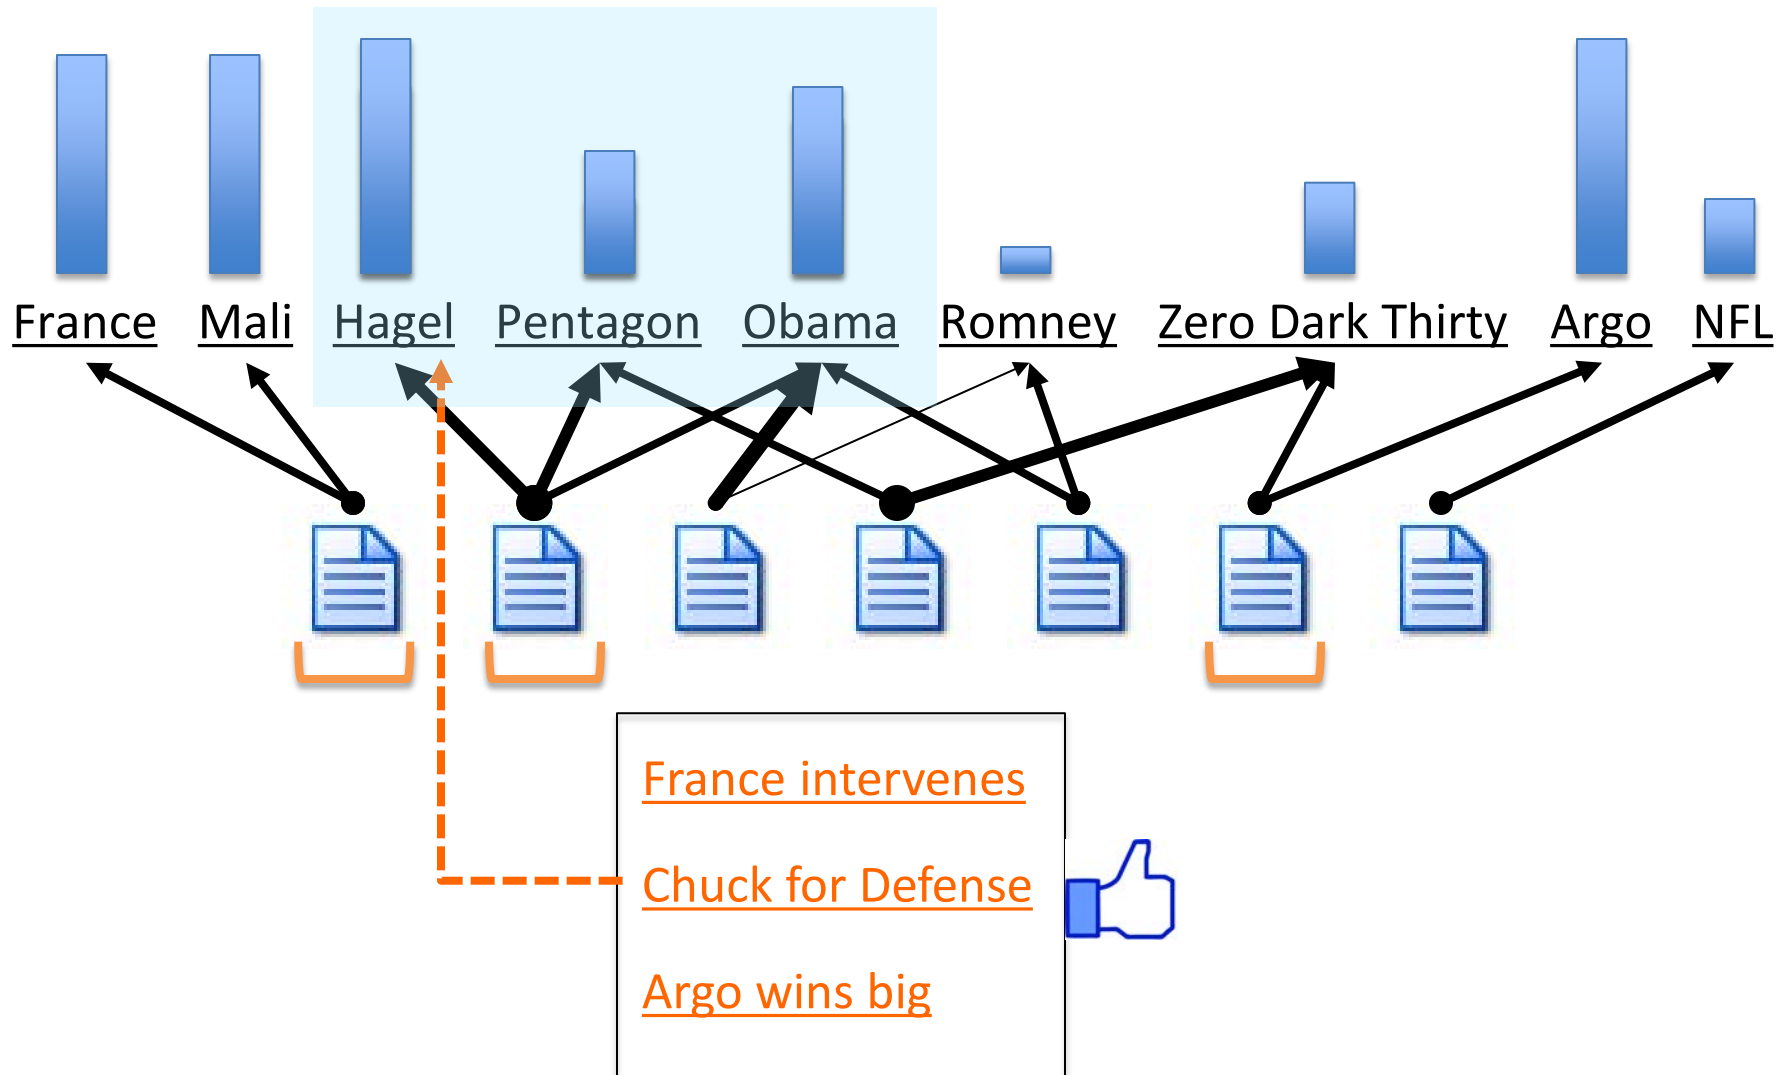 France Mali Hagel Pentagon Obama Romney Zero Dark Thirty Argo NFL
France intervenes
Chuck for Defense
Argo wins big